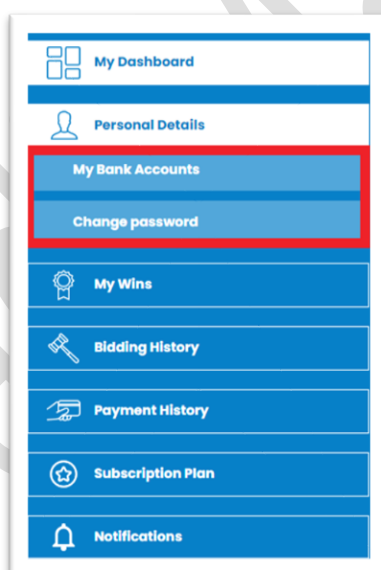 My Dashboard
Personal Details
My Bank Accounts
Change password
My Wins
Bidding History
Payment History
Subscription Plan
Notifications